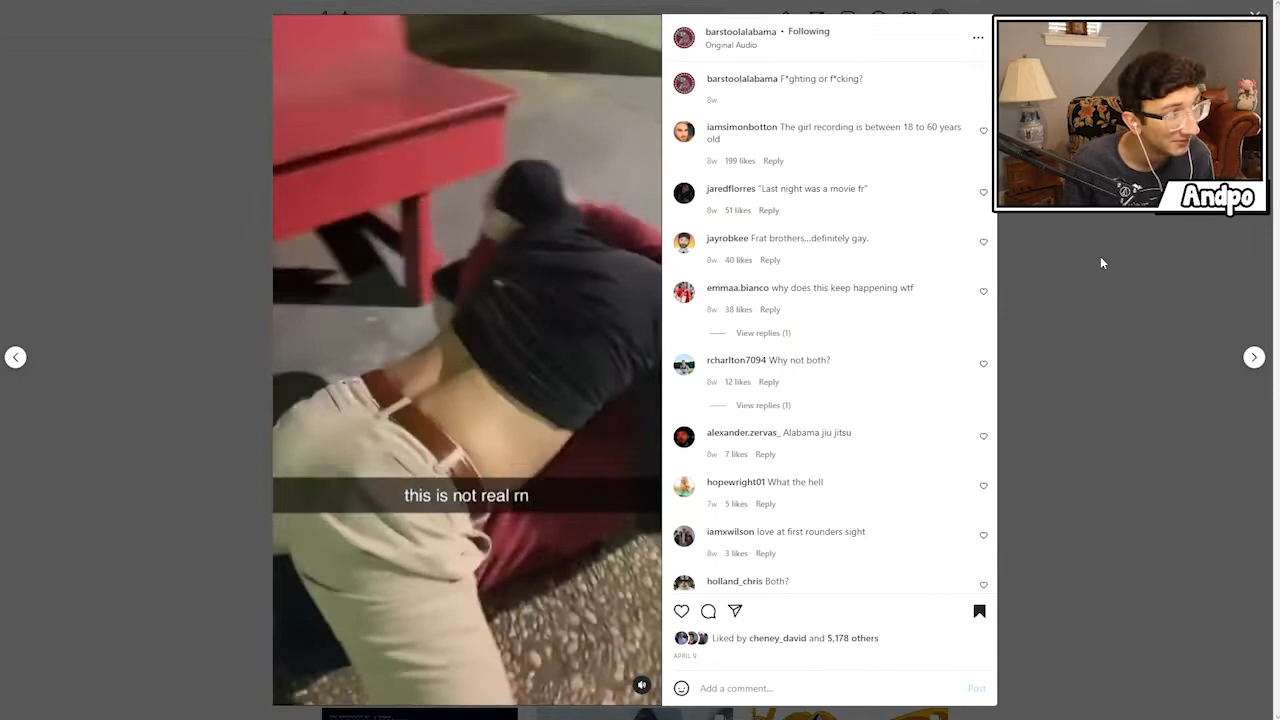 barstoolalabama • Following
Original Audio
barstoolalabama F*ghting or f*cking?
8w
iamsimonbotton The girl recording is between 18 to 60 years
old
8w 199 likes Reply
jaredflorres "Last night was a movie fr"
8w 51 likes Reply
jayrobkee Frat brothers...definitely gay.
8w 40 likes Reply
emmaa.bianco why does this keep happening wtf
8w 38 likes Reply
View replies (1)
rcharlton7094 Why not both?
8w 12 likes Reply
View replies (1)
alexander.zervas_ Alabama jiu jitsu
8w 7 likes Reply
hopewright01 What the hell
7w 5 likes Reply
iamxwilson love at first rounders sight
8w 3 likes Reply
holland_chris Both?
Liked by cheney_david and 5,178 others
APRIL 9
Add a comment...
Post
this is not real rn
Andpo